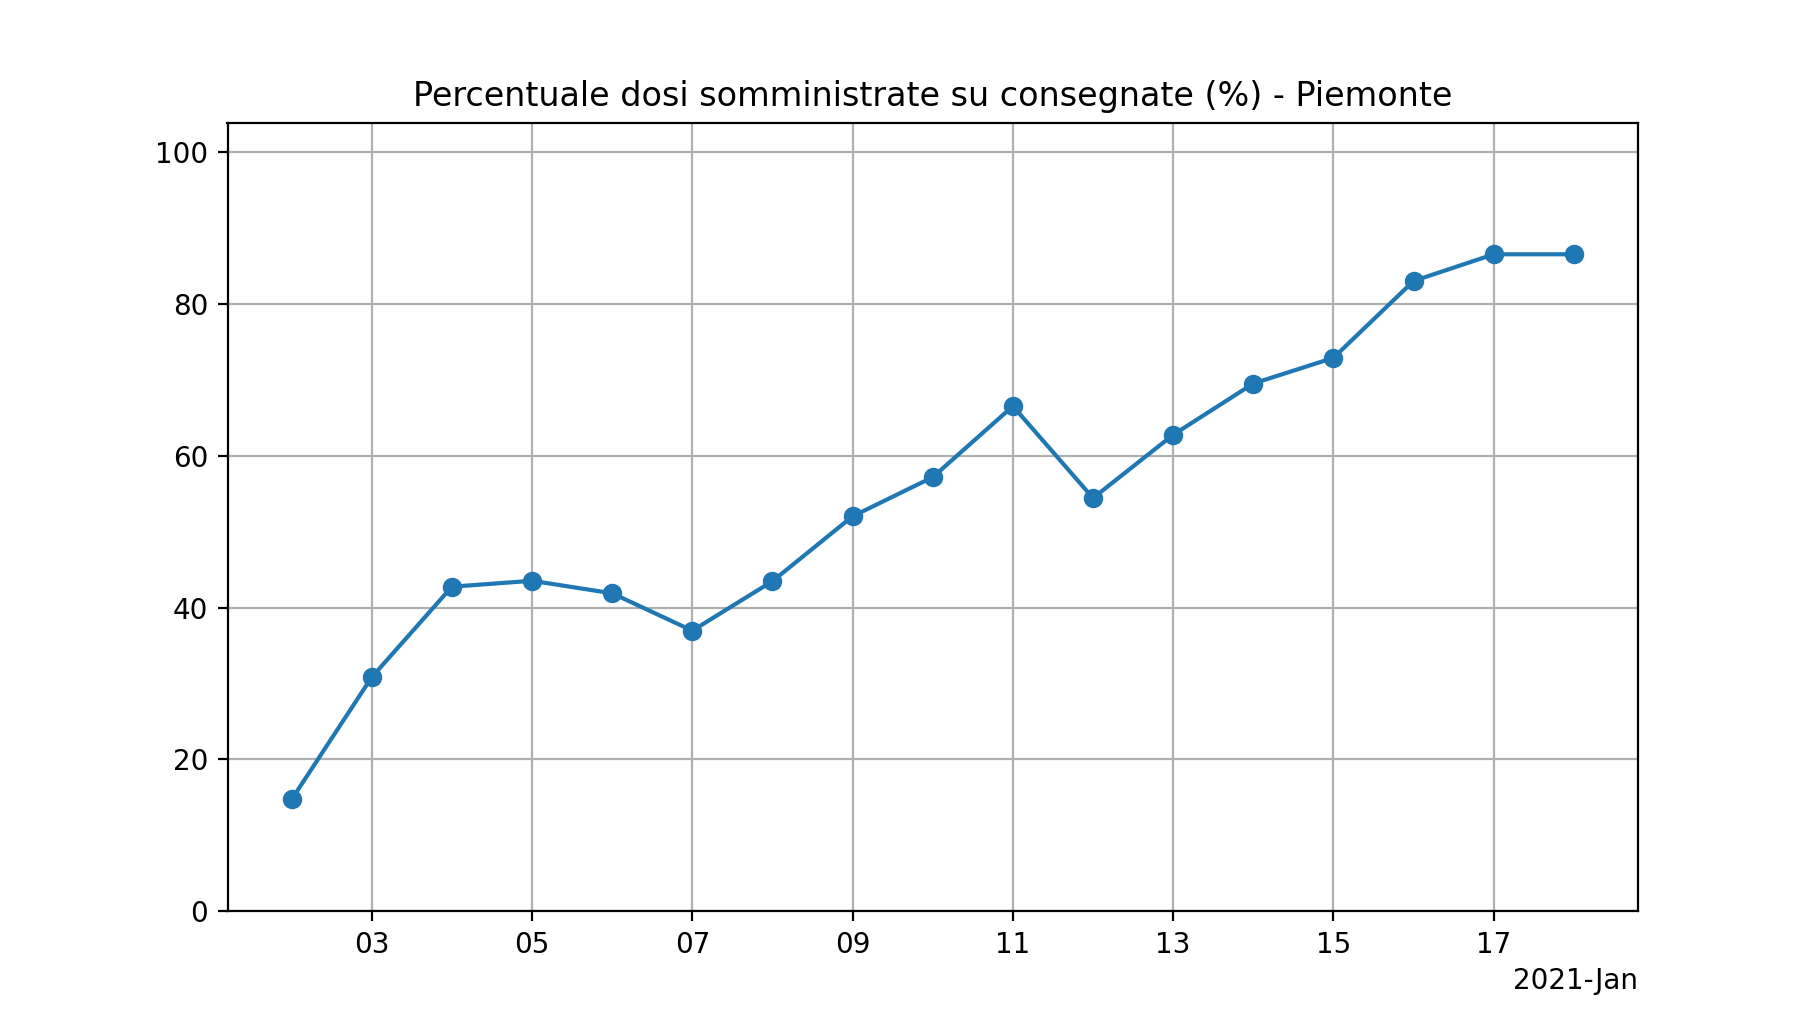 Percentuale dosi somministrate su consegnate (%) - Piemonte
100
80
60
40
20
0
03 05 07 09 11 13 15 17
2021-Jan